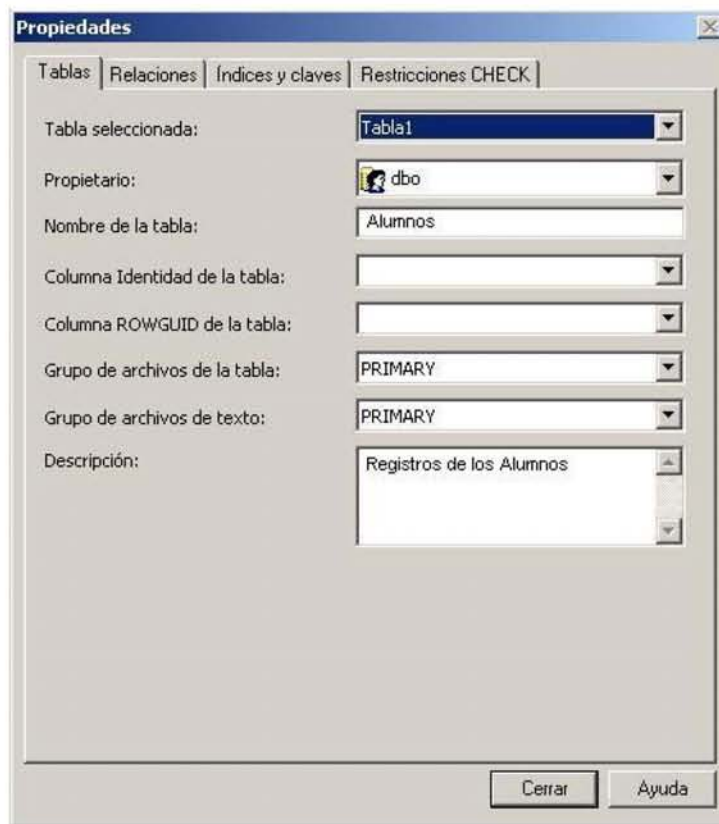 Propiedades
Tablas Relaciones Índices y claves Restricciones CHECK
Tabla seleccionada: Tabla1
Propietario: dbo
Nombre de la tabla: Alumnos
Columna Identidad de la tabla:
Columna ROWGUID de la tabla:
Grupo de archivos de la tabla: PRIMARY
Grupo de archivos de texto: PRIMARY
Descripción: Registros de los Alumnos
Cerrar Ayuda